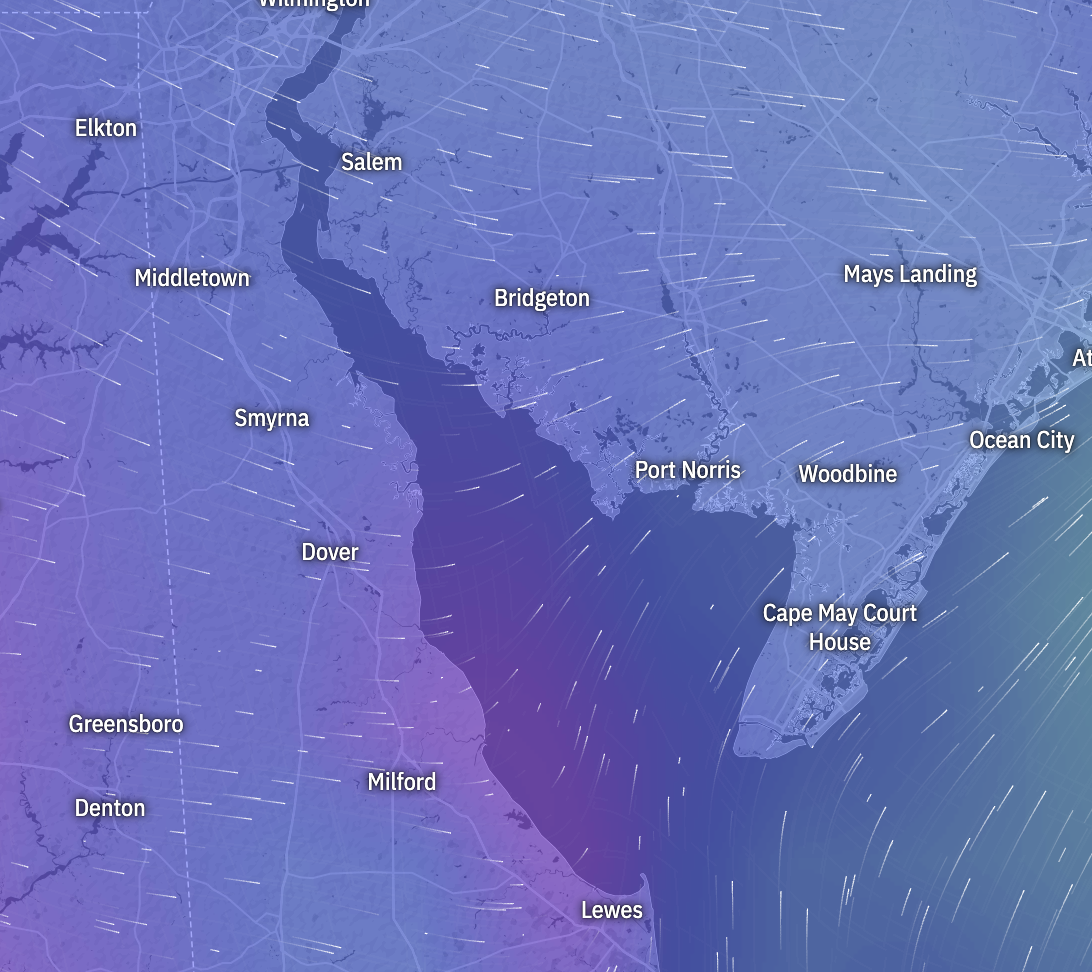 Wilmington
Elkton
Salem
Middletown
Mays Landing
Bridgeton
At
Smyrna
Ocean City
Port Norris
Woodbine
Dover
Cape May Court
House
Greensboro
Milford
Denton
Lewes